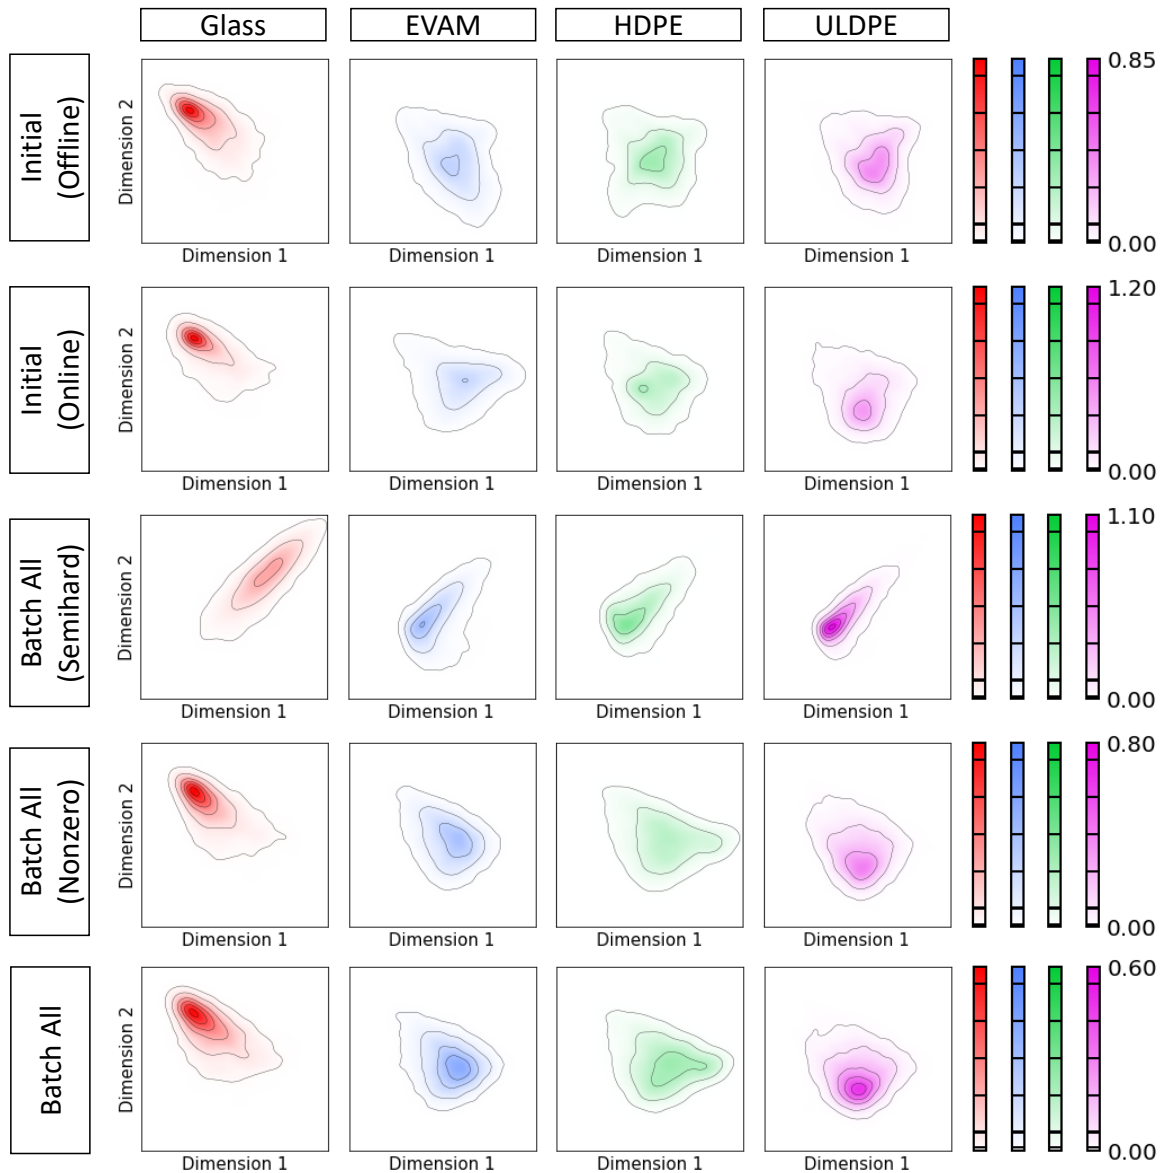 Glass EVAM HDPE ULDPE
Initial
(Offline)
Dimension 2
0.85
0.00
Dimension 1 Dimension 1 Dimension 1 Dimension 1
Initial
(Online)
Dimension 2
1.20
0.00
Dimension 1 Dimension 1 Dimension 1 Dimension 1
Batch All
(Semihard)
Dimension 2
1.10
0.00
Dimension 1 Dimension 1 Dimension 1 Dimension 1
Batch All
(Nonzero)
Dimension 2
0.80
0.00
Dimension 1 Dimension 1 Dimension 1 Dimension 1
Batch All
Dimension 2
0.60
0.00
Dimension 1 Dimension 1 Dimension 1 Dimension 1